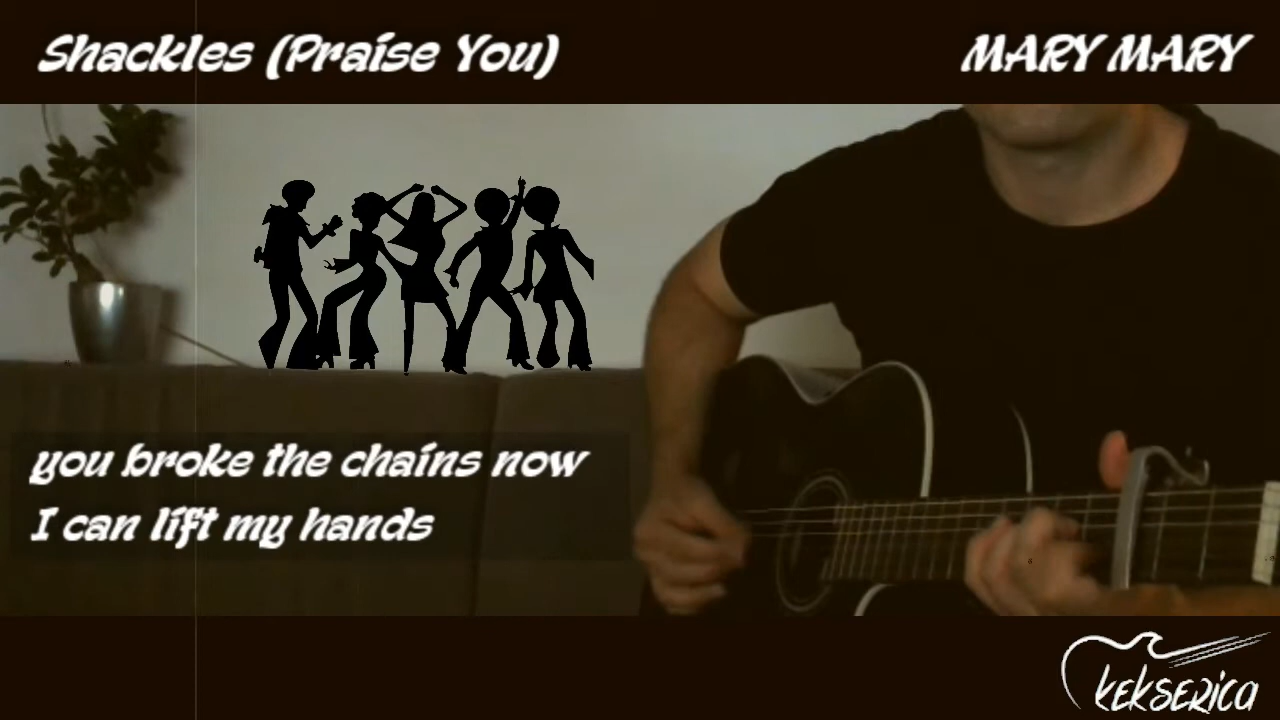 Shackles (Praise You)
MARY MARY
you broke the chains now
I can lift my hands
KEKSERICA